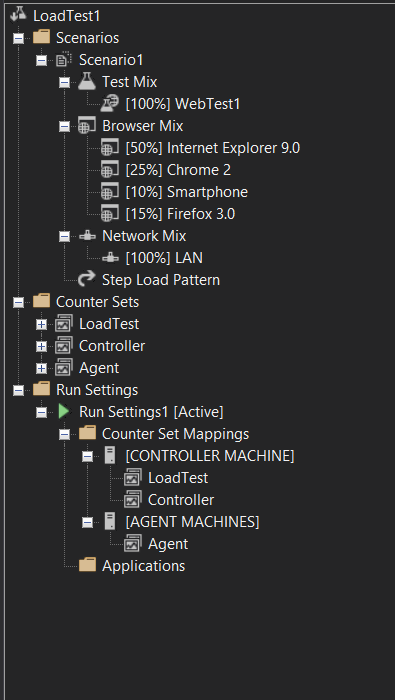 LoadTest1
Scenarios
Scenario1
Test Mix
[100%] WebTest1
Browser Mix
[50%] Internet Explorer 9.0
[25%] Chrome 2
[10%] Smartphone
[15%] Firefox 3.0
Network Mix
[100%] LAN
Step Load Pattern
Counter Sets
LoadTest
Controller
Agent
Run Settings
Run Settings1 [Active]
Counter Set Mappings
[CONTROLLER MACHINE]
LoadTest
Controller
[AGENT MACHINES]
Agent
Applications